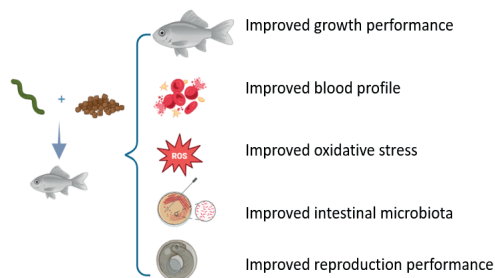 Improved growth performance
Improved blood profile
+
ROS
Improved oxidative stress
Improved intestinal microbiota
Improved reproduction performance